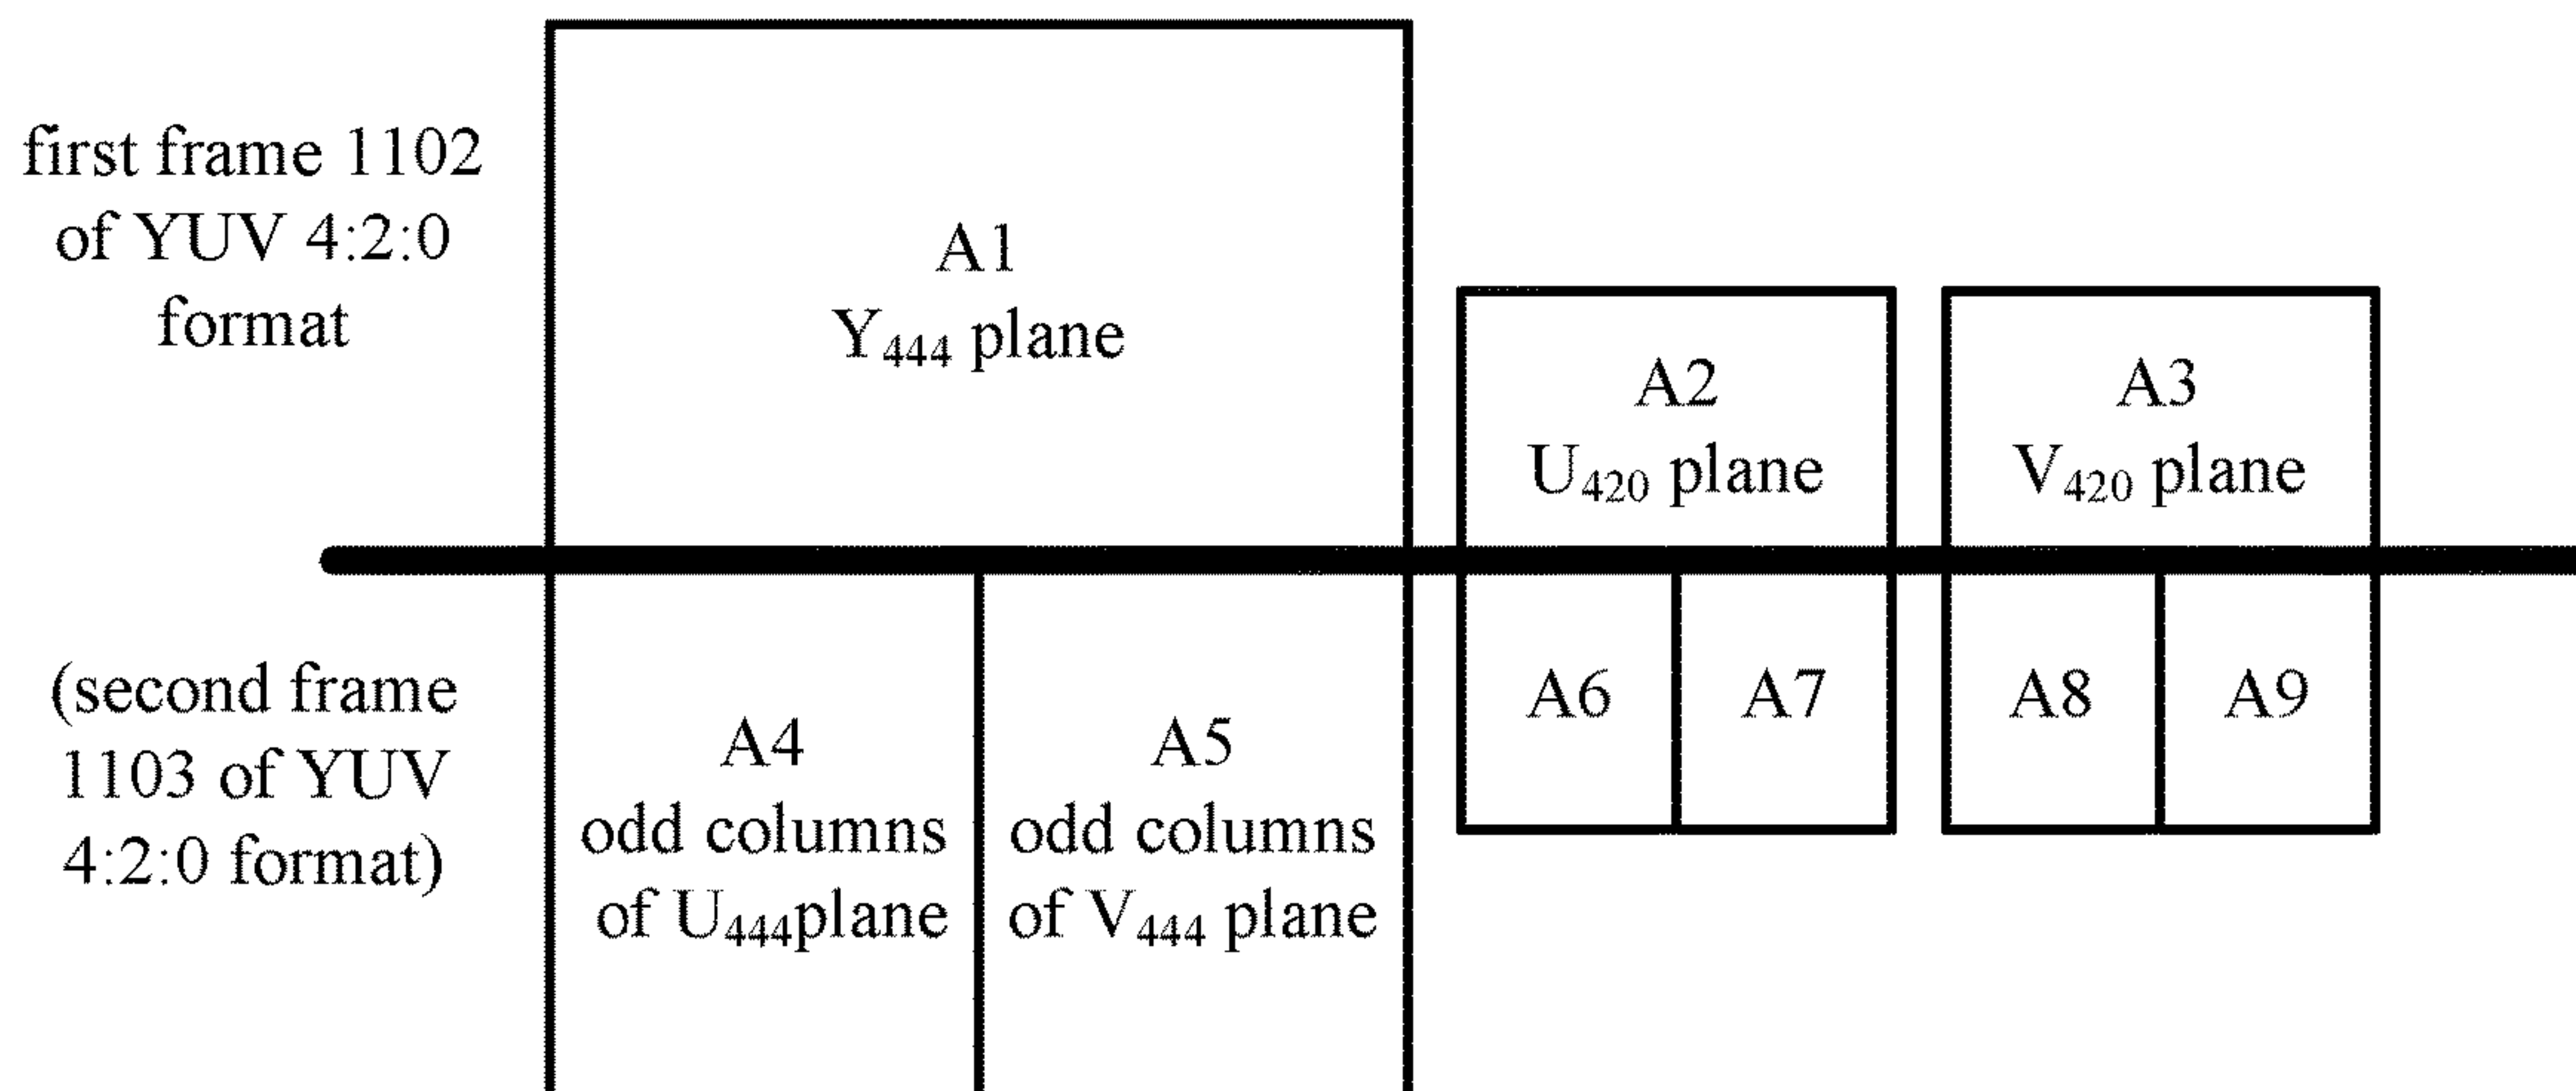 first frame 1102
of YUV 4:2:0
format
A1
Y₄₄₄ plane
A2
U₄₂₀ plane
A3
V₄₂₀ plane
(second frame
1103 of YUV
4:2:0 format)
A4
odd columns
of U₄₄₄plane
A5
odd columns
of V₄₄₄ plane
A6
A7
A8
A9